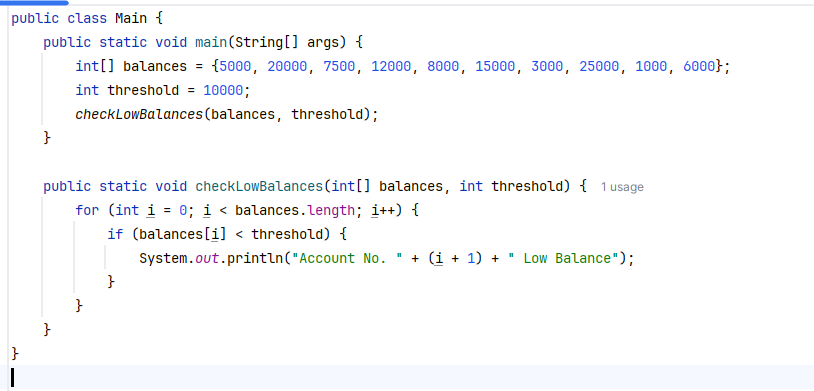 public class Main {
    public static void main(String[] args) {
        int[] balances = {5000, 20000, 7500, 12000, 8000, 15000, 3000, 25000, 1000, 6000};
        int threshold = 10000;
        checkLowBalances(balances, threshold);
    }

    public static void checkLowBalances(int[] balances, int threshold) {  1 usage
        for (int i = 0; i < balances.length; i++) {
            if (balances[i] < threshold) {
                System.out.println("Account No. " + (i + 1) + " Low Balance");
            }
        }
    }
}